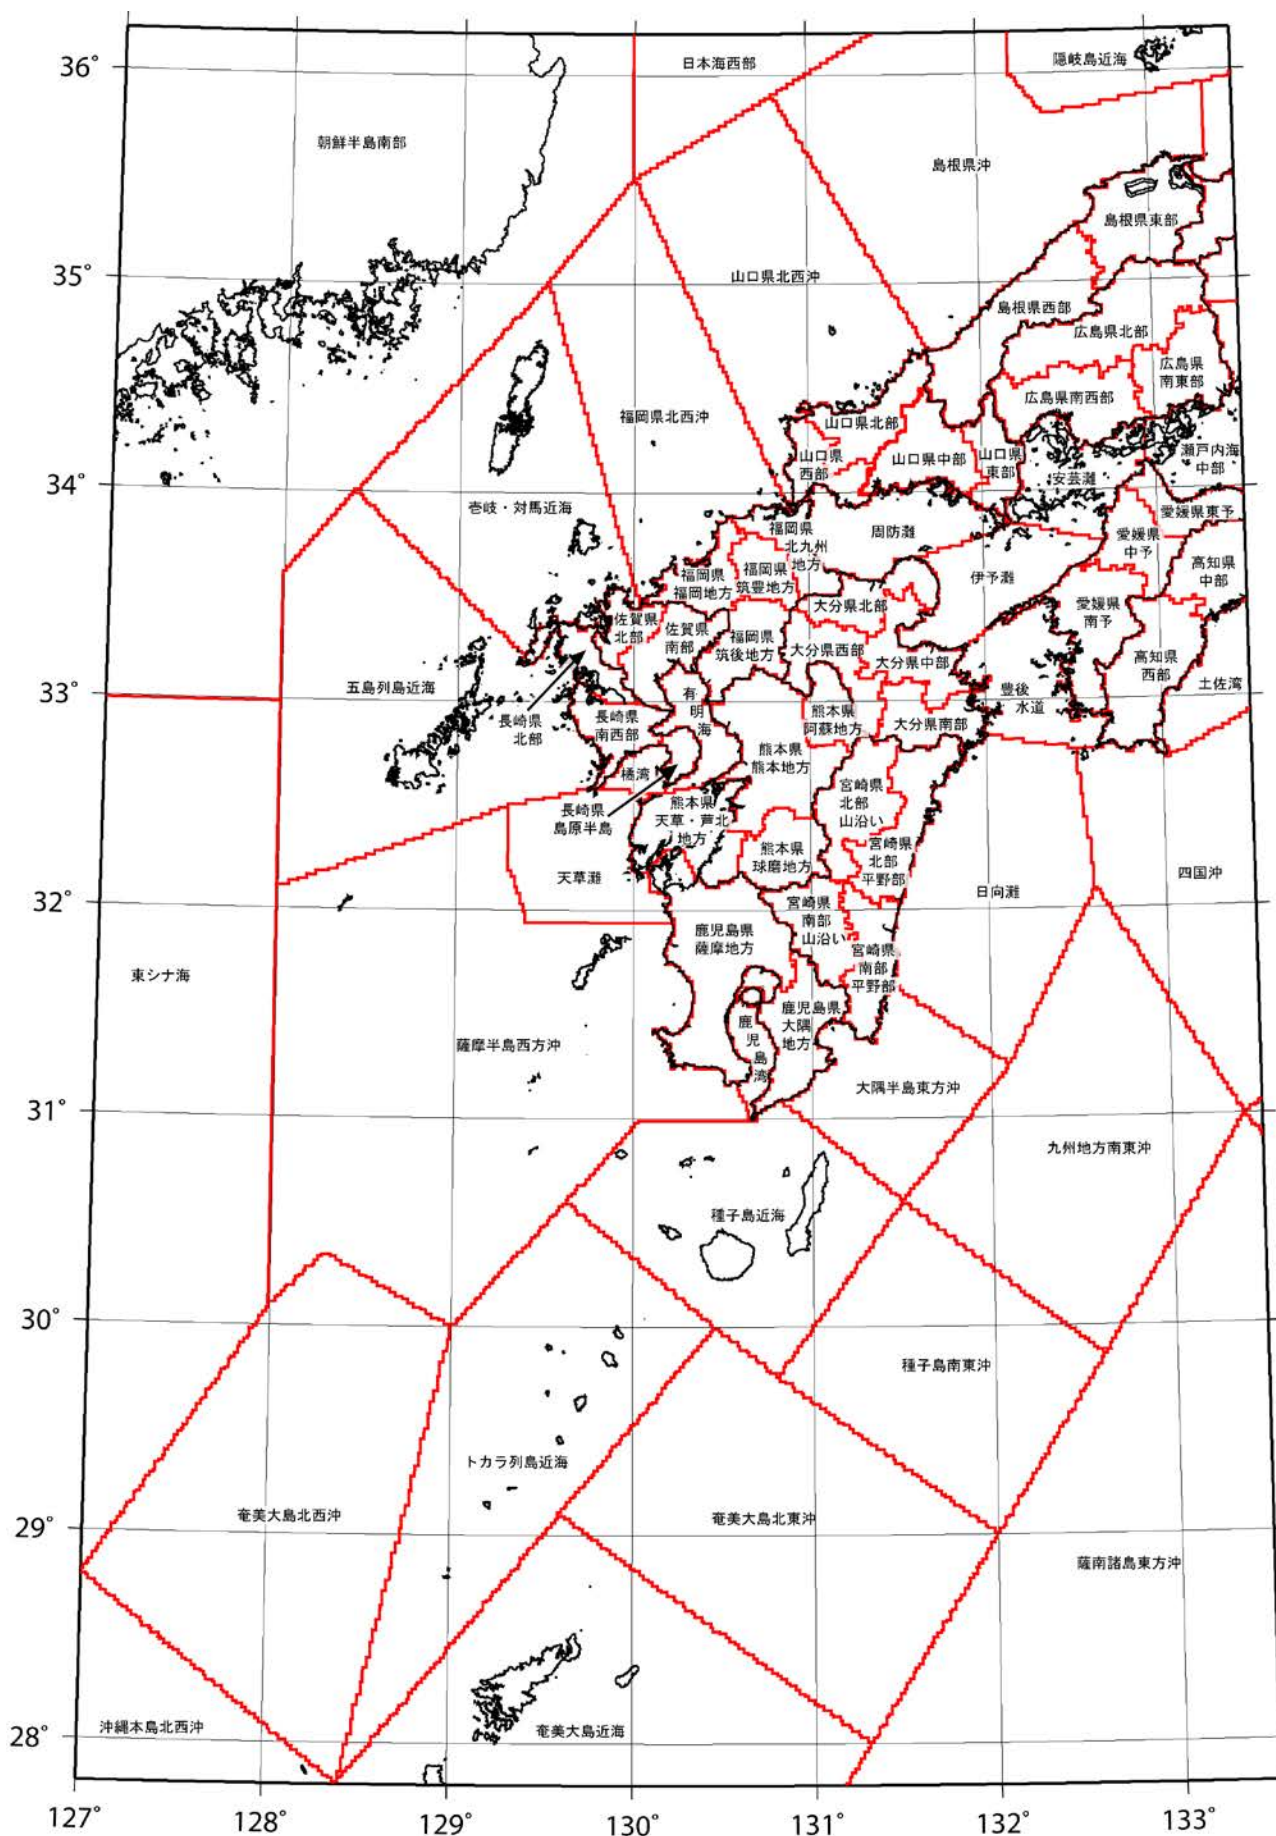 36°
日本海西部
隠岐島近海
朝鮮半島南部
島根県沖
島根県東部
35°
山口県北西沖
島根県西部
広島県北部
広島県
南東部
広島県南西部
福岡県北西沖
山口県北部
山口県
西部
山口県中部
山口県
東部
瀬戸内海
中部
安芸灘
34°
壱岐・対馬近海
愛媛県東予
福岡県
北九州
地方
周防灘
愛媛県
中予
高知県
中部
福岡県
福岡地方
福岡県
筑豊地方
伊予灘
大分県北部
愛媛県
南予
佐賀県
北部
佐賀県
南部
福岡県
筑後地方
大分県西部
大分県中部
高知県
西部
土佐湾
33°
五島列島近海
長崎県
北部
長崎県
南西部
有
明
海
熊本県
阿蘇地方
大分県南部
豊後
水道
熊本県
熊本地方
橘湾
長崎県
島原半島
熊本県
天草・芦北
地方
宮崎県
北部
山沿い
宮崎県
北部
平野部
熊本県
球磨地方
天草灘
日向灘
四国沖
32°
宮崎県
南部
山沿い
鹿児島県
薩摩地方
宮崎県
南部
平野部
東シナ海
鹿児島県
大隅
地方
鹿
児
島
湾
薩摩半島西方沖
大隅半島東方沖
31°
九州地方南東沖
種子島近海
30°
種子島南東沖
トカラ列島近海
奄美大島北西沖
奄美大島北東沖
29°
薩南諸島東方沖
沖縄本島北西沖
奄美大島近海
28°
127°
128°
129°
130°
131°
132°
133°